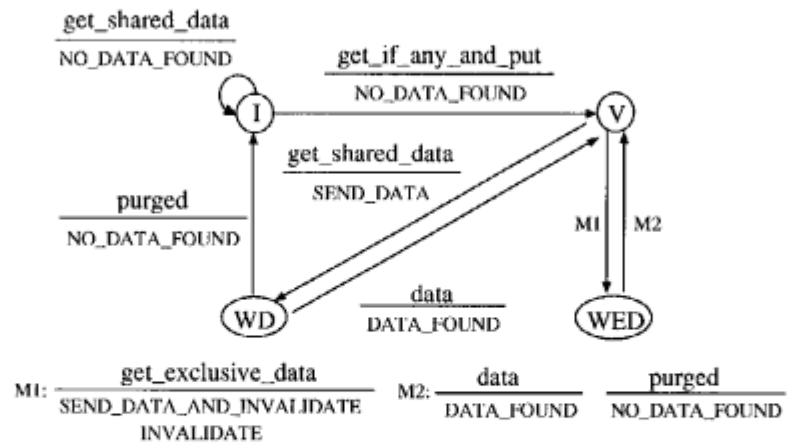 get_shared_data
NO_DATA_FOUND
get_if_any_and_put
NO_DATA_FOUND
I
V
get_shared_data
SEND_DATA
purged
NO_DATA_FOUND
M1
M2
data
DATA_FOUND
WD
WED
M1: get_exclusive_data
SEND_DATA_AND_INVALIDATE
INVALIDATE
M2: data
DATA_FOUND
purged
NO_DATA_FOUND